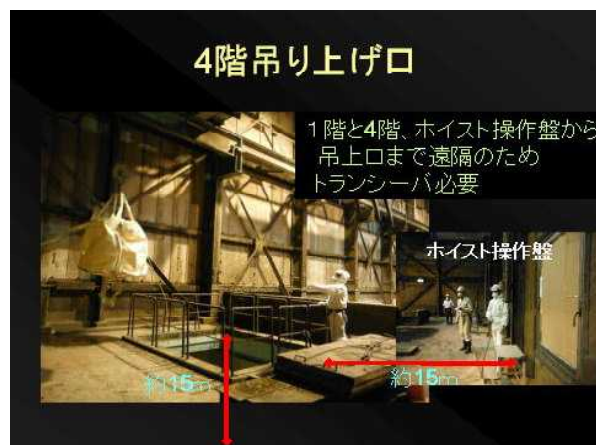 4階吊り上げ口
1階と4階、ホイスト操作盤から
吊上口まで遠隔のため
トランシーバ必要
ホイスト操作盤
約15m
約15m